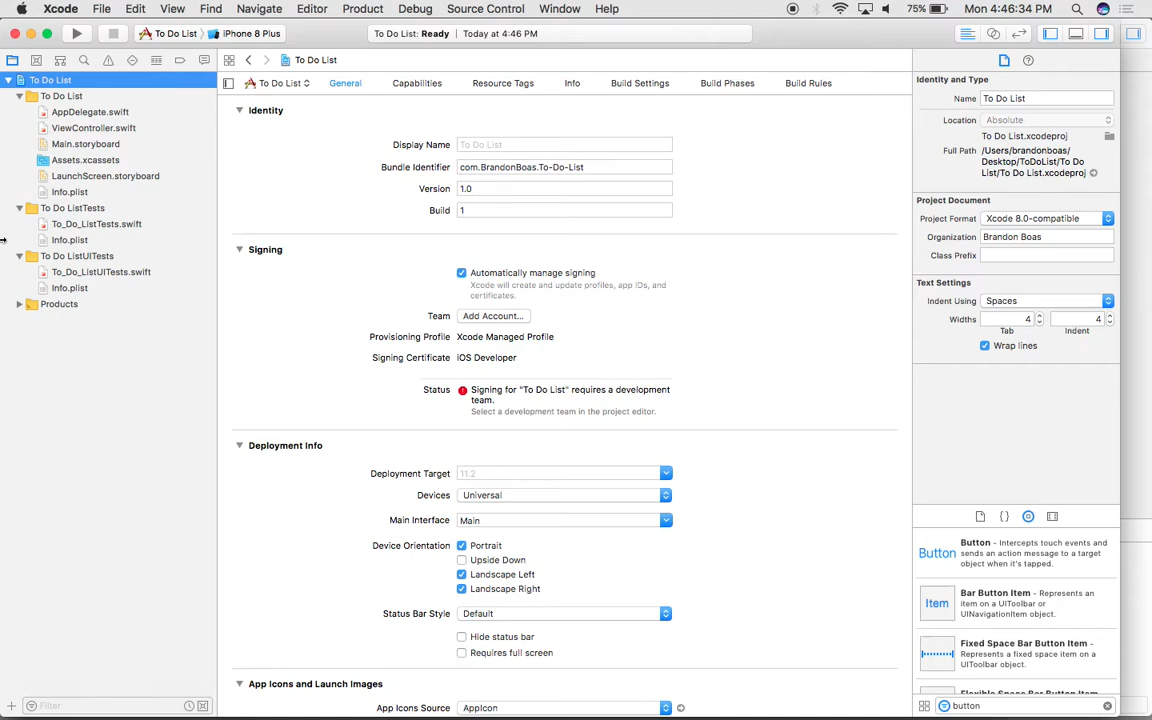 Xcode File Edit View Find Navigate Editor Product Debug Source Control Window Help 75% Mon 4:46:34 PM
To Do List iPhone 8 Plus To Do List: Ready Today at 4:46 PM
To Do List
To Do List
AppDelegate.swift
ViewController.swift
Main.storyboard
Assets.xcassets
LaunchScreen.storyboard
Info.plist
To Do ListTests
To_Do_ListTests.swift
Info.plist
To Do ListUITests
To_Do_ListUITests.swift
Info.plist
Products
Filter
To Do List
To Do List General Capabilities Resource Tags Info Build Settings Build Phases Build Rules
Identity
Display Name To Do List
Bundle Identifier com.BrandonBoas.To-Do-List
Version 1.0
Build 1
Signing
Automatically manage signing
Xcode will create and update profiles, app IDs, and
certificates.
Team Add Account...
Provisioning Profile Xcode Managed Profile
Signing Certificate iOS Developer
Status Signing for "To Do List" requires a development
team.
Select a development team in the project editor.
Deployment Info
Deployment Target 11.2
Devices Universal
Main Interface Main
Device Orientation Portrait
Upside Down
Landscape Left
Landscape Right
Status Bar Style Default
Hide status bar
Requires full screen
App Icons and Launch Images
App Icons Source AppIcon
Identity and Type
Name To Do List
Location Absolute
To Do List.xcodeproj
Full Path /Users/brandonboas/
Desktop/ToDoList/To Do
List/To Do List.xcodeproj
Project Document
Project Format Xcode 8.0-compatible
Organization Brandon Boas
Class Prefix
Text Settings
Indent Using Spaces
Widths 4 4
Tab Indent
Wrap lines
Button Button - Intercepts touch events and
sends an action message to a target
object when it's tapped.
Item Bar Button Item - Represents an
item on a UIToolbar or
UINavigationItem object.
Fixed Space Bar Button Item -
Represents a fixed space item on a
UIToolbar object.
Flexible Space Bar Button Item
button